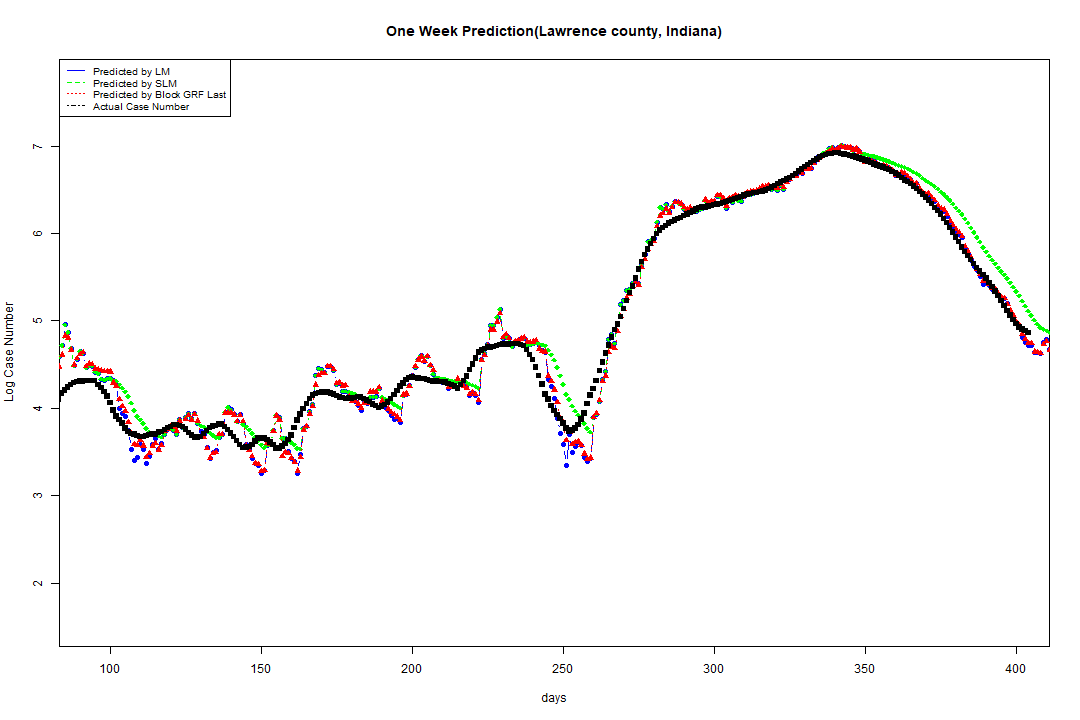 One Week Prediction(Lawrence county, Indiana)
Predicted by LM
Predicted by SLM
Predicted by Block GRF Last
Actual Case Number
7
6
5
4
3
2
Log Case Number
100 150 200 250 300 350 400
days